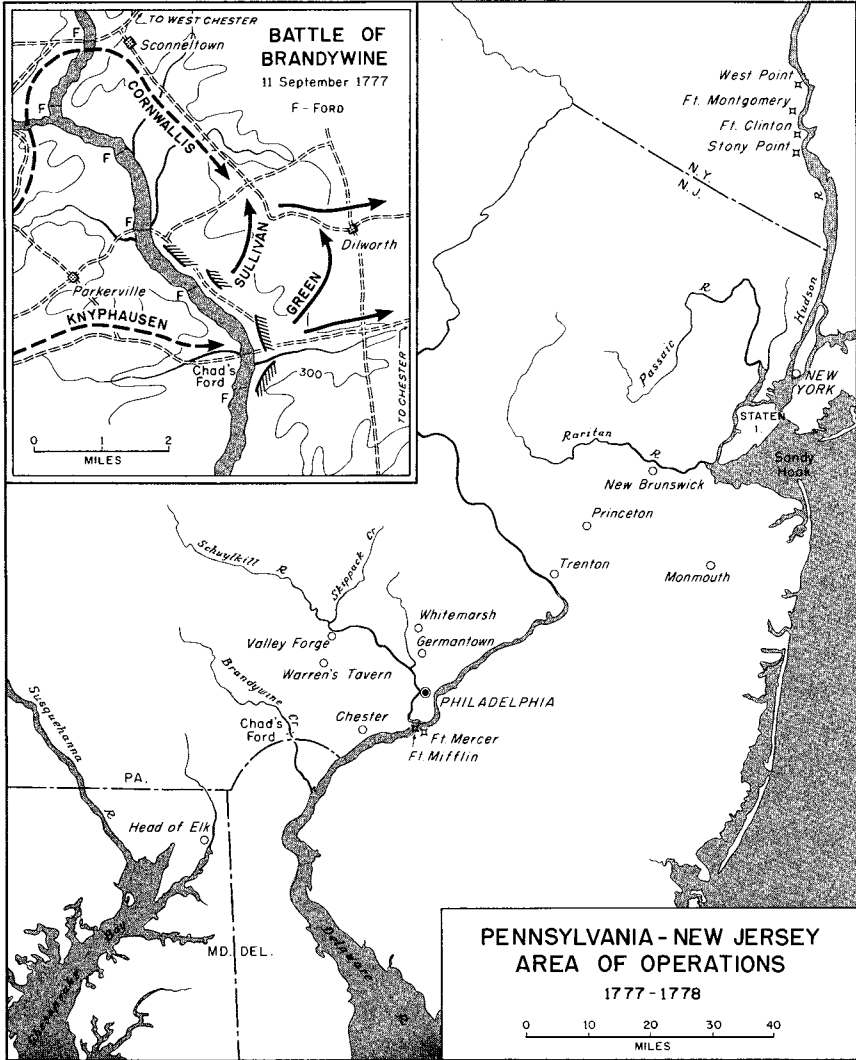 BATTLE OF
BRANDYWINE
11 September 1777
F - FORD
TO WEST CHESTER
Sconneltown
F
F
CORNWALLIS
F
F
SULLIVAN
GREEN
Dilworth
Parkerville
F
KNYPHAUSEN
Chad's
Ford
F
300
TO CHESTER
0 1 2
MILES
West Point
Ft. Montgomery
Ft. Clinton
Stony Point
N.Y.
N.J.
R.
Hudson
Passaic
R
NEW
YORK
STATEN
I.
Raritan
R
Sandy
Hook
New Brunswick
Princeton
Trenton
Monmouth
Schuylkill
R
Skippack Cr
Whitemarsh
Germantown
Valley Forge
Warren's Tavern
Brandywine
Cr.
PHILADELPHIA
Chad's
Ford
Chester
Ft. Mercer
Ft. Mifflin
Susquehanna
R
PA.
Head of Elk
MD.
DEL.
Chesapeake
Bay
Delaware
R
PENNSYLVANIA - NEW JERSEY
AREA OF OPERATIONS
1777 - 1778
0 10 20 30 40
MILES